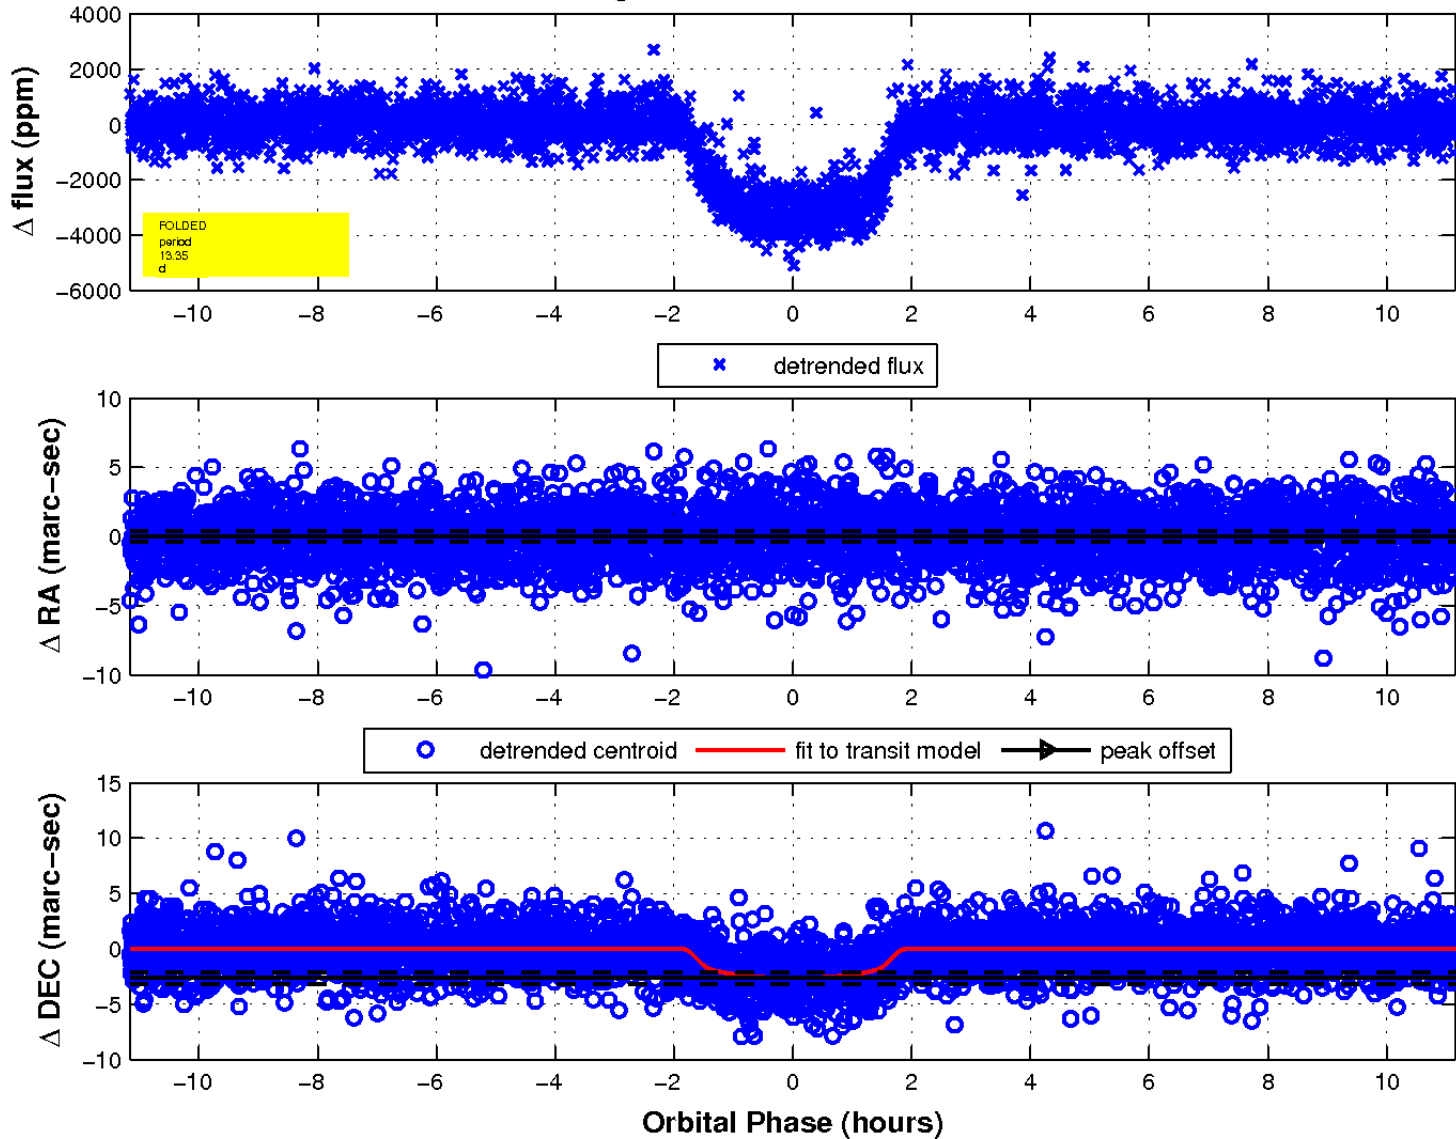 4000
2000
0
−2000
−4000
−6000
Δ flux (ppm)
FOLDED
period
13.35
d
−10 −8 −6 −4 −2 0 2 4 6 8 10
detrended flux
10
5
0
−5
−10
Δ RA (marc−sec)
−10 −8 −6 −4 −2 0 2 4 6 8 10
detrended centroid fit to transit model peak offset
15
10
5
0
−5
−10
Δ DEC (marc−sec)
−10 −8 −6 −4 −2 0 2 4 6 8 10
Orbital Phase (hours)